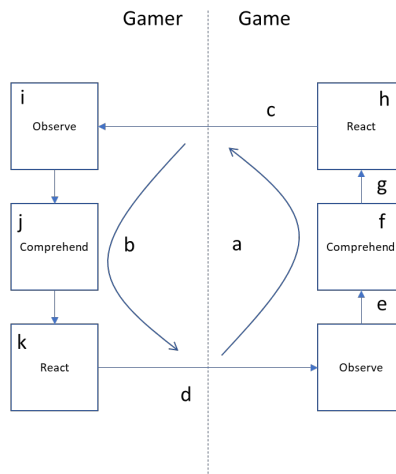 Gamer Game
i
Observe
c
h
React
j
Comprehend
b
a
g
f
Comprehend
e
k
React
d
Observe